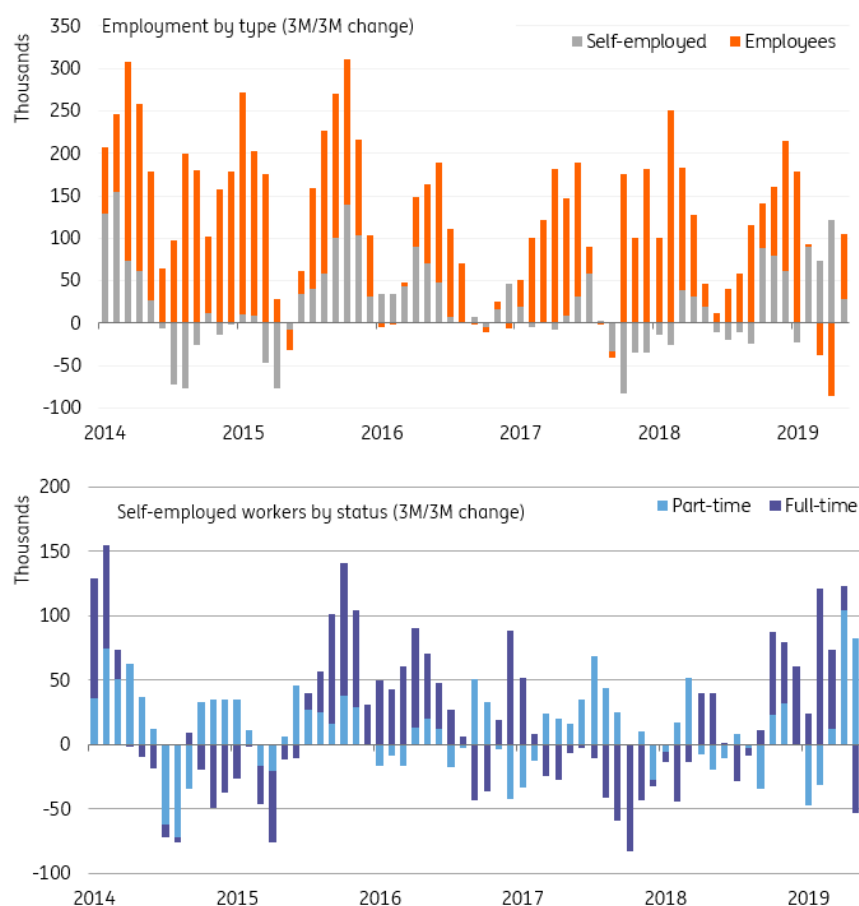 Employment by type (3M/3M change)
Self-employed Employees
Thousands
350
300
250
200
150
100
50
0
-50
-100
2014 2015 2016 2017 2018 2019
Self-employed workers by status (3M/3M change)
Part-time Full-time
Thousands
200
150
100
50
0
-50
-100
2014 2015 2016 2017 2018 2019